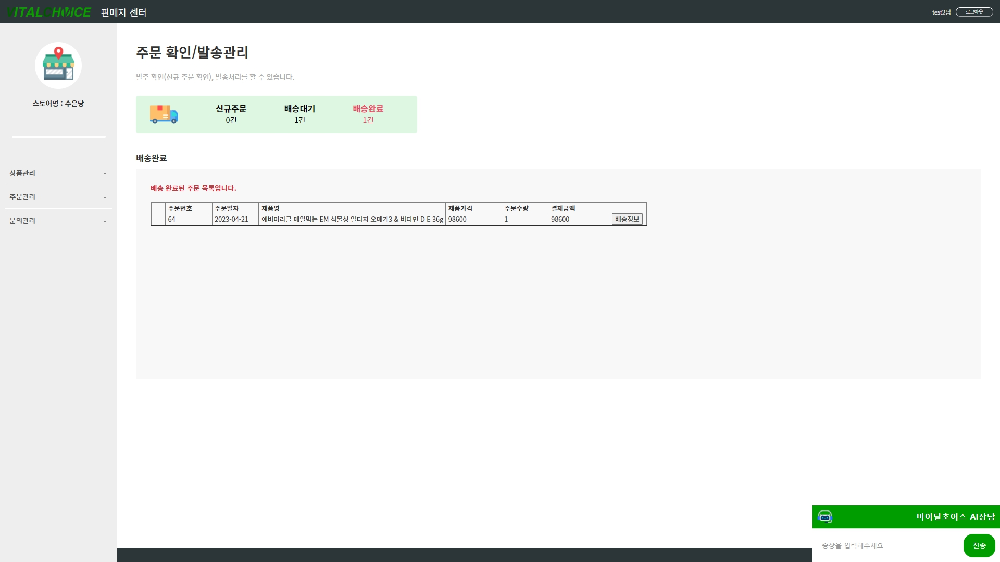 VITALCHOICE 판매자 센터
test2님 로그아웃
스토어명 : 수은당
상품관리
주문관리
문의관리
주문 확인/발송관리
발주 확인(신규 주문 확인), 발송처리를 할 수 있습니다.
신규주문 배송대기 배송완료
0건 1건 1건
배송완료
배송 완료된 주문 목록입니다.
주문번호 주문일자 제품명 제품가격 주문수량 결제금액
64 2023-04-21 에버미라클 매일먹는 EM 식물성 알티지 오메가3 & 비타민 D E 36g 98600 1 98600 배송정보
바이탈초이스 AI상담
증상을 입력해주세요 전송